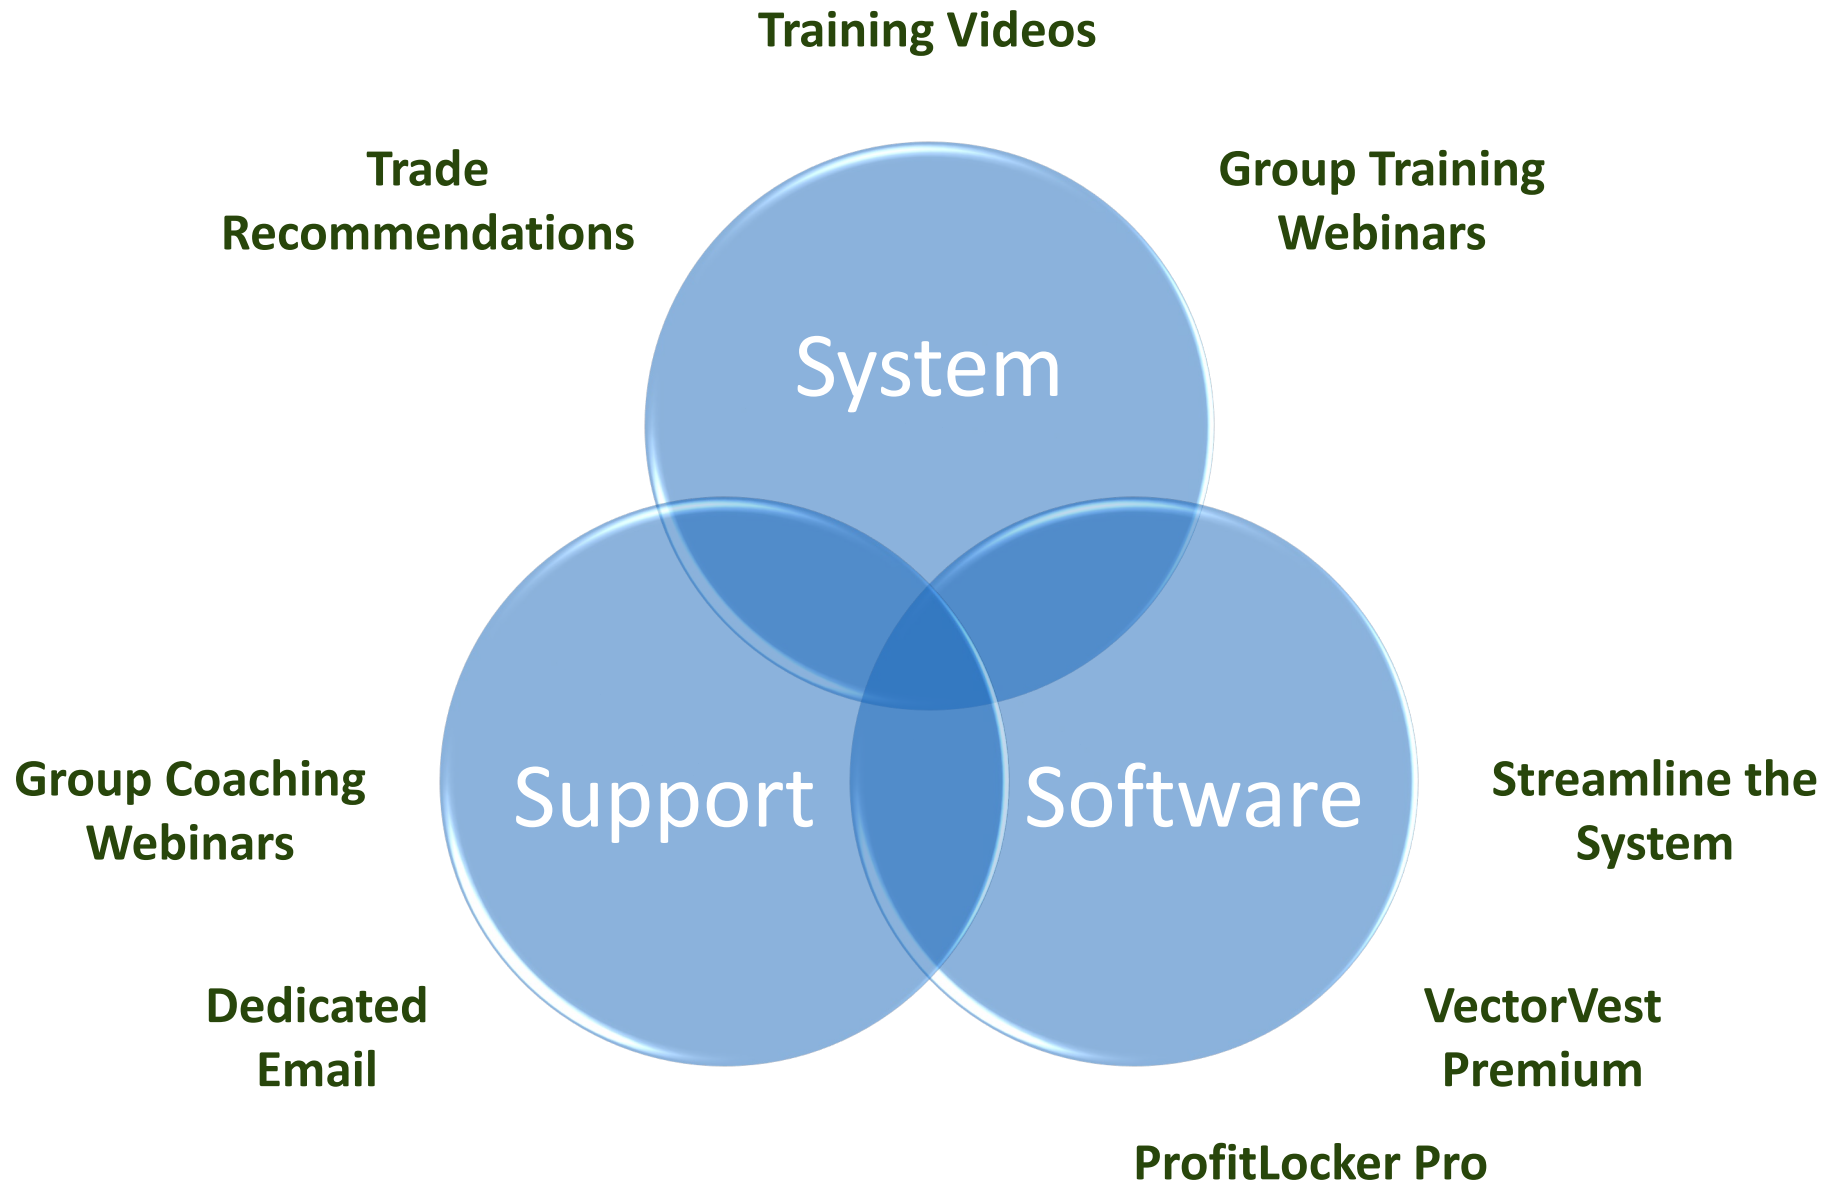 Training Videos
Trade
Recommendations
Group Training
Webinars
System
Support
Software
Group Coaching
Webinars
Streamline the
System
Dedicated
Email
VectorVest
Premium
ProfitLocker Pro